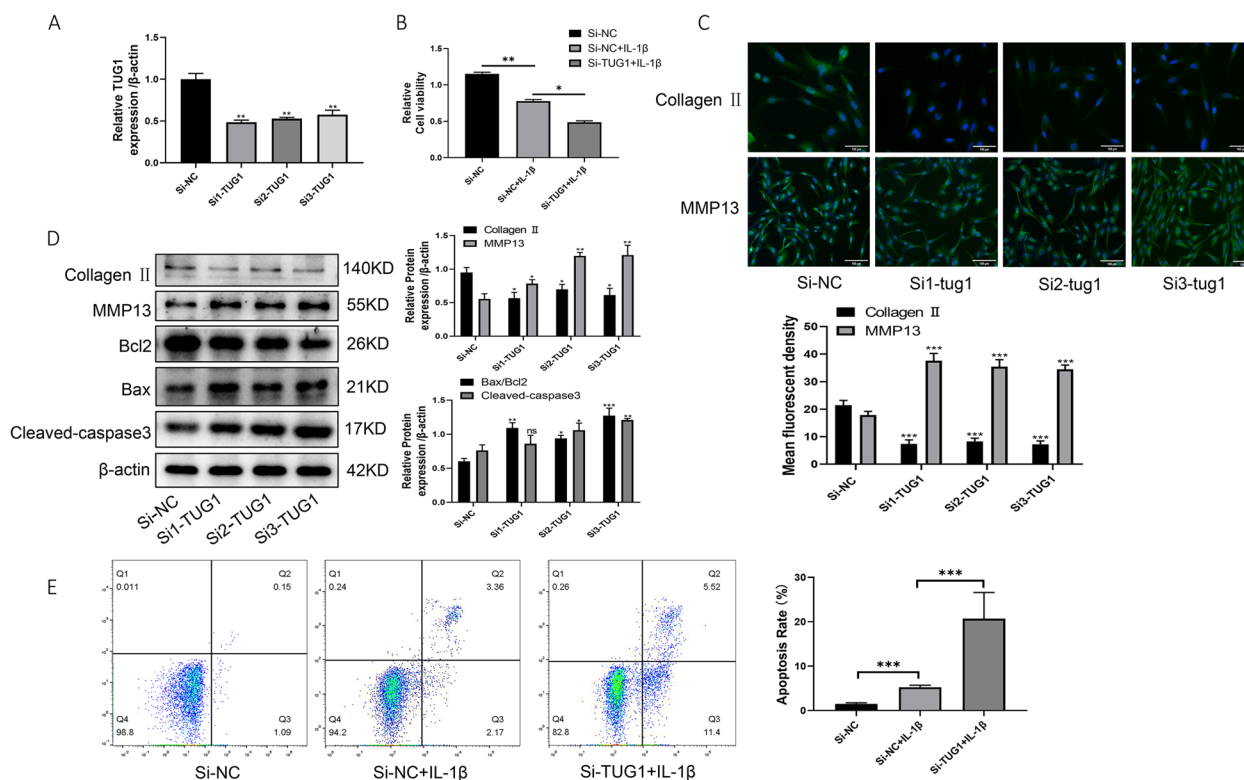 A
Relative TUG1
expression /β-actin
1.5
1.0
0.5
0.0
**
**
**
Si-NC
Si1-TUG1
Si2-TUG1
Si3-TUG1
B
Si-NC
Si-NC+IL-1β
Si-TUG1+IL-1β
Relative
Cell viability
1.5
1.0
0.5
0.0
**
*
Si-NC
Si-NC+IL-1β
Si-TUG1+IL-1β
C
Collagen Ⅱ
MMP13
Si-NC
Si1-tug1
Si2-tug1
Si3-tug1
Collagen Ⅱ
MMP13
Mean fluorescent density
50
40
30
20
10
0
***
***
***
***
***
***
Si-NC
Si1-TUG1
Si2-TUG1
Si3-TUG1
D
Collagen Ⅱ
140KD
MMP13
55KD
Bcl2
26KD
Bax
21KD
Cleaved-caspase3
17KD
β-actin
42KD
Si-NC
Si1-TUG1
Si2-TUG1
Si3-TUG1
Collagen Ⅱ
MMP13
Relative Protein
expression /β-actin
1.5
1.0
0.5
0.0
*
*
*
**
*
**
Si-NC
Si1-TUG1
Si2-TUG1
Si3-TUG1
Bax/Bcl2
Cleaved-caspase3
Relative Protein
expression /β-actin
2.0
1.5
1.0
0.5
0.0
**
ns
*
*
***
**
Si-NC
Si1-TUG1
Si2-TUG1
Si3-TUG1
E
Q1
0.011
Q2
0.15
Q4
98.8
Q3
1.09
Si-NC
Q1
0.24
Q2
3.36
Q4
94.2
Q3
2.17
Si-NC+IL-1β
Q1
0.26
Q2
5.52
Q4
82.8
Q3
11.4
Si-TUG1+IL-1β
Apoptosis Rate (%)
30
20
10
0
***
***
Si-NC
Si-NC+IL-1β
Si-TUG1+IL-1β